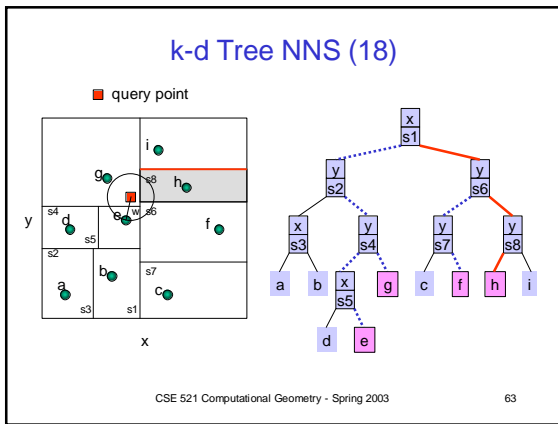 k-d Tree NNS (18)
query point
i
g
s8
h
s4
e
w
s6
d
s5
f
y
s2
s7
b
a
c
s3
s1
x
x
s1
y
s2
y
s6
x
s3
y
s4
y
s7
y
s8
a
b
x
s5
g
c
f
h
i
d
e
CSE 521 Computational Geometry - Spring 2003
63